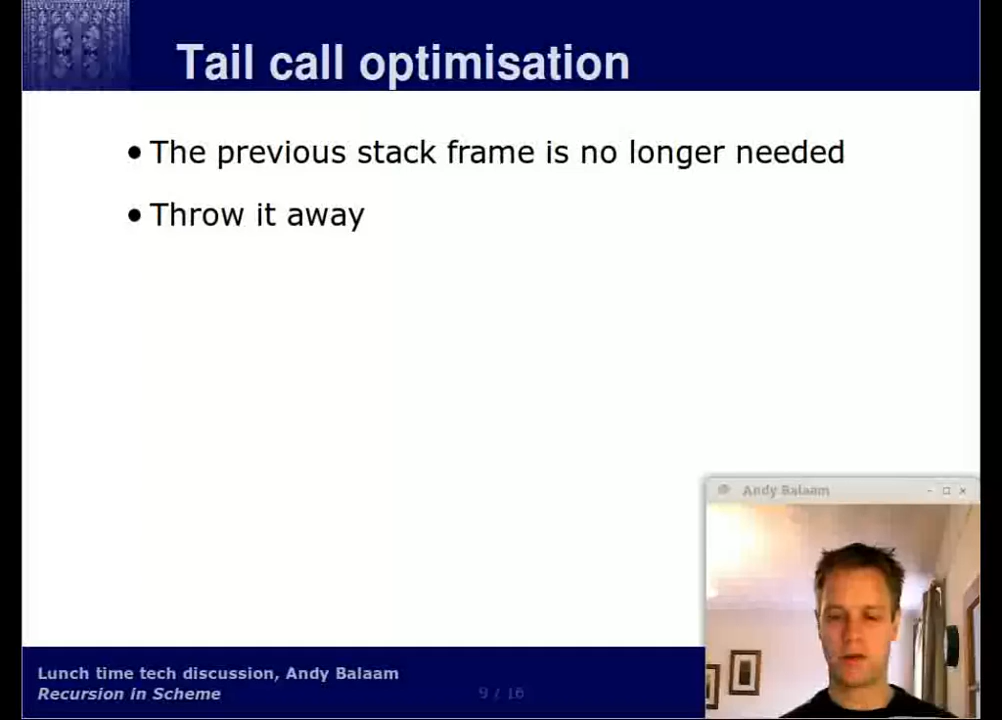 Tail call optimisation
• The previous stack frame is no longer needed
• Throw it away
Andy Balaam
Lunch time tech discussion, Andy Balaam
Recursion in Scheme
9 / 16